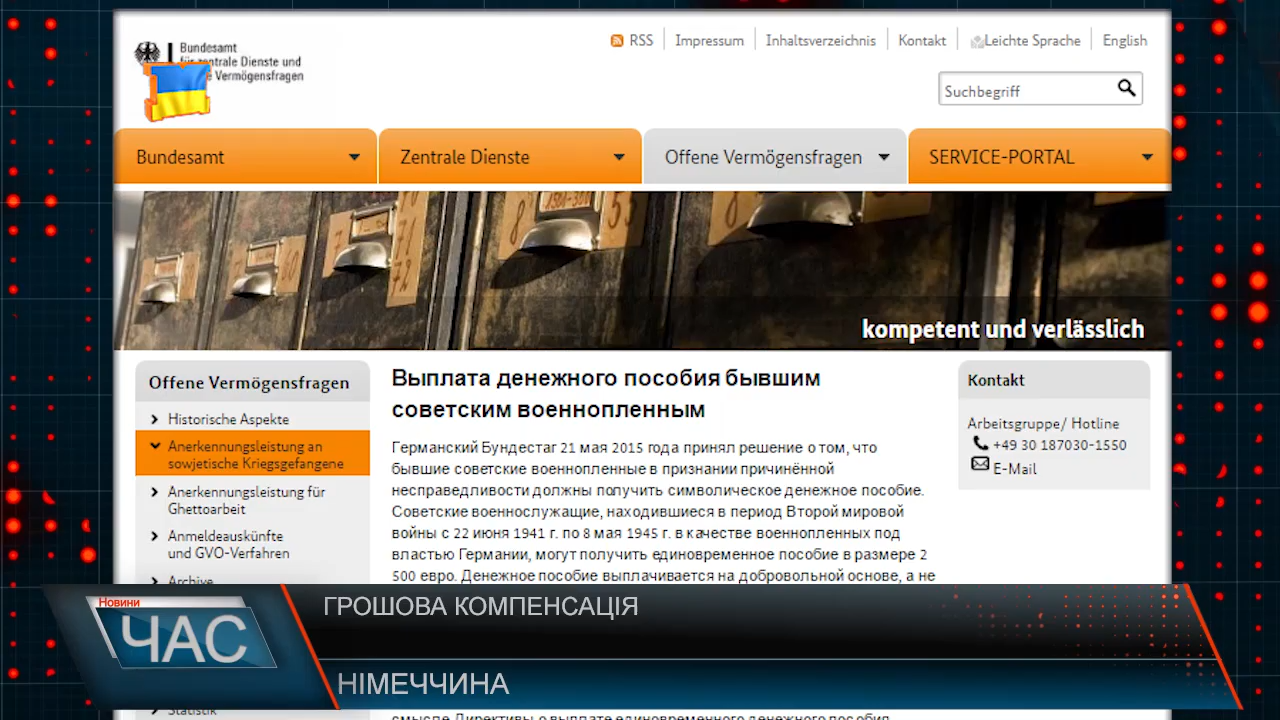 Bundesamt
für zentrale Dienste und
Vermögensfragen
RSS
Impressum
Inhaltsverzeichnis
Kontakt
Leichte Sprache
English
Suchbegriff
Bundesamt
Zentrale Dienste
Offene Vermögensfragen
SERVICE-PORTAL
kompetent und verlässlich
Offene Vermögensfragen
Historische Aspekte
Anerkennungsleistung an
sowjetische Kriegsgefangene
Anerkennungsleistung für
Ghettoarbeit
Anmeldeauskünfte
und GVO-Verfahren
Archive
Statistik
Выплата денежного пособия бывшим
советским военнопленным
Германский Бундестаг 21 мая 2015 года принял решение о том, что
бывшие советские военнопленные в признании причинённой
несправедливости должны получить символическое денежное пособие.
Советские военнослужащие, находившиеся в период Второй мировой
войны с 22 июня 1941 г. по 8 мая 1945 г. в качестве военнопленных под
властью Германии, могут получить единовременное пособие в размере 2
500 евро. Денежное пособие выплачивается на добровольной основе, а не
смысле Директивы о выплате единовременного денежного пособия
Kontakt
Arbeitsgruppe/ Hotline
+49 30 187030-1550
E-Mail
Новини
ЧАС
ГРОШОВА КОМПЕНСАЦІЯ
НІМЕЧЧИНА